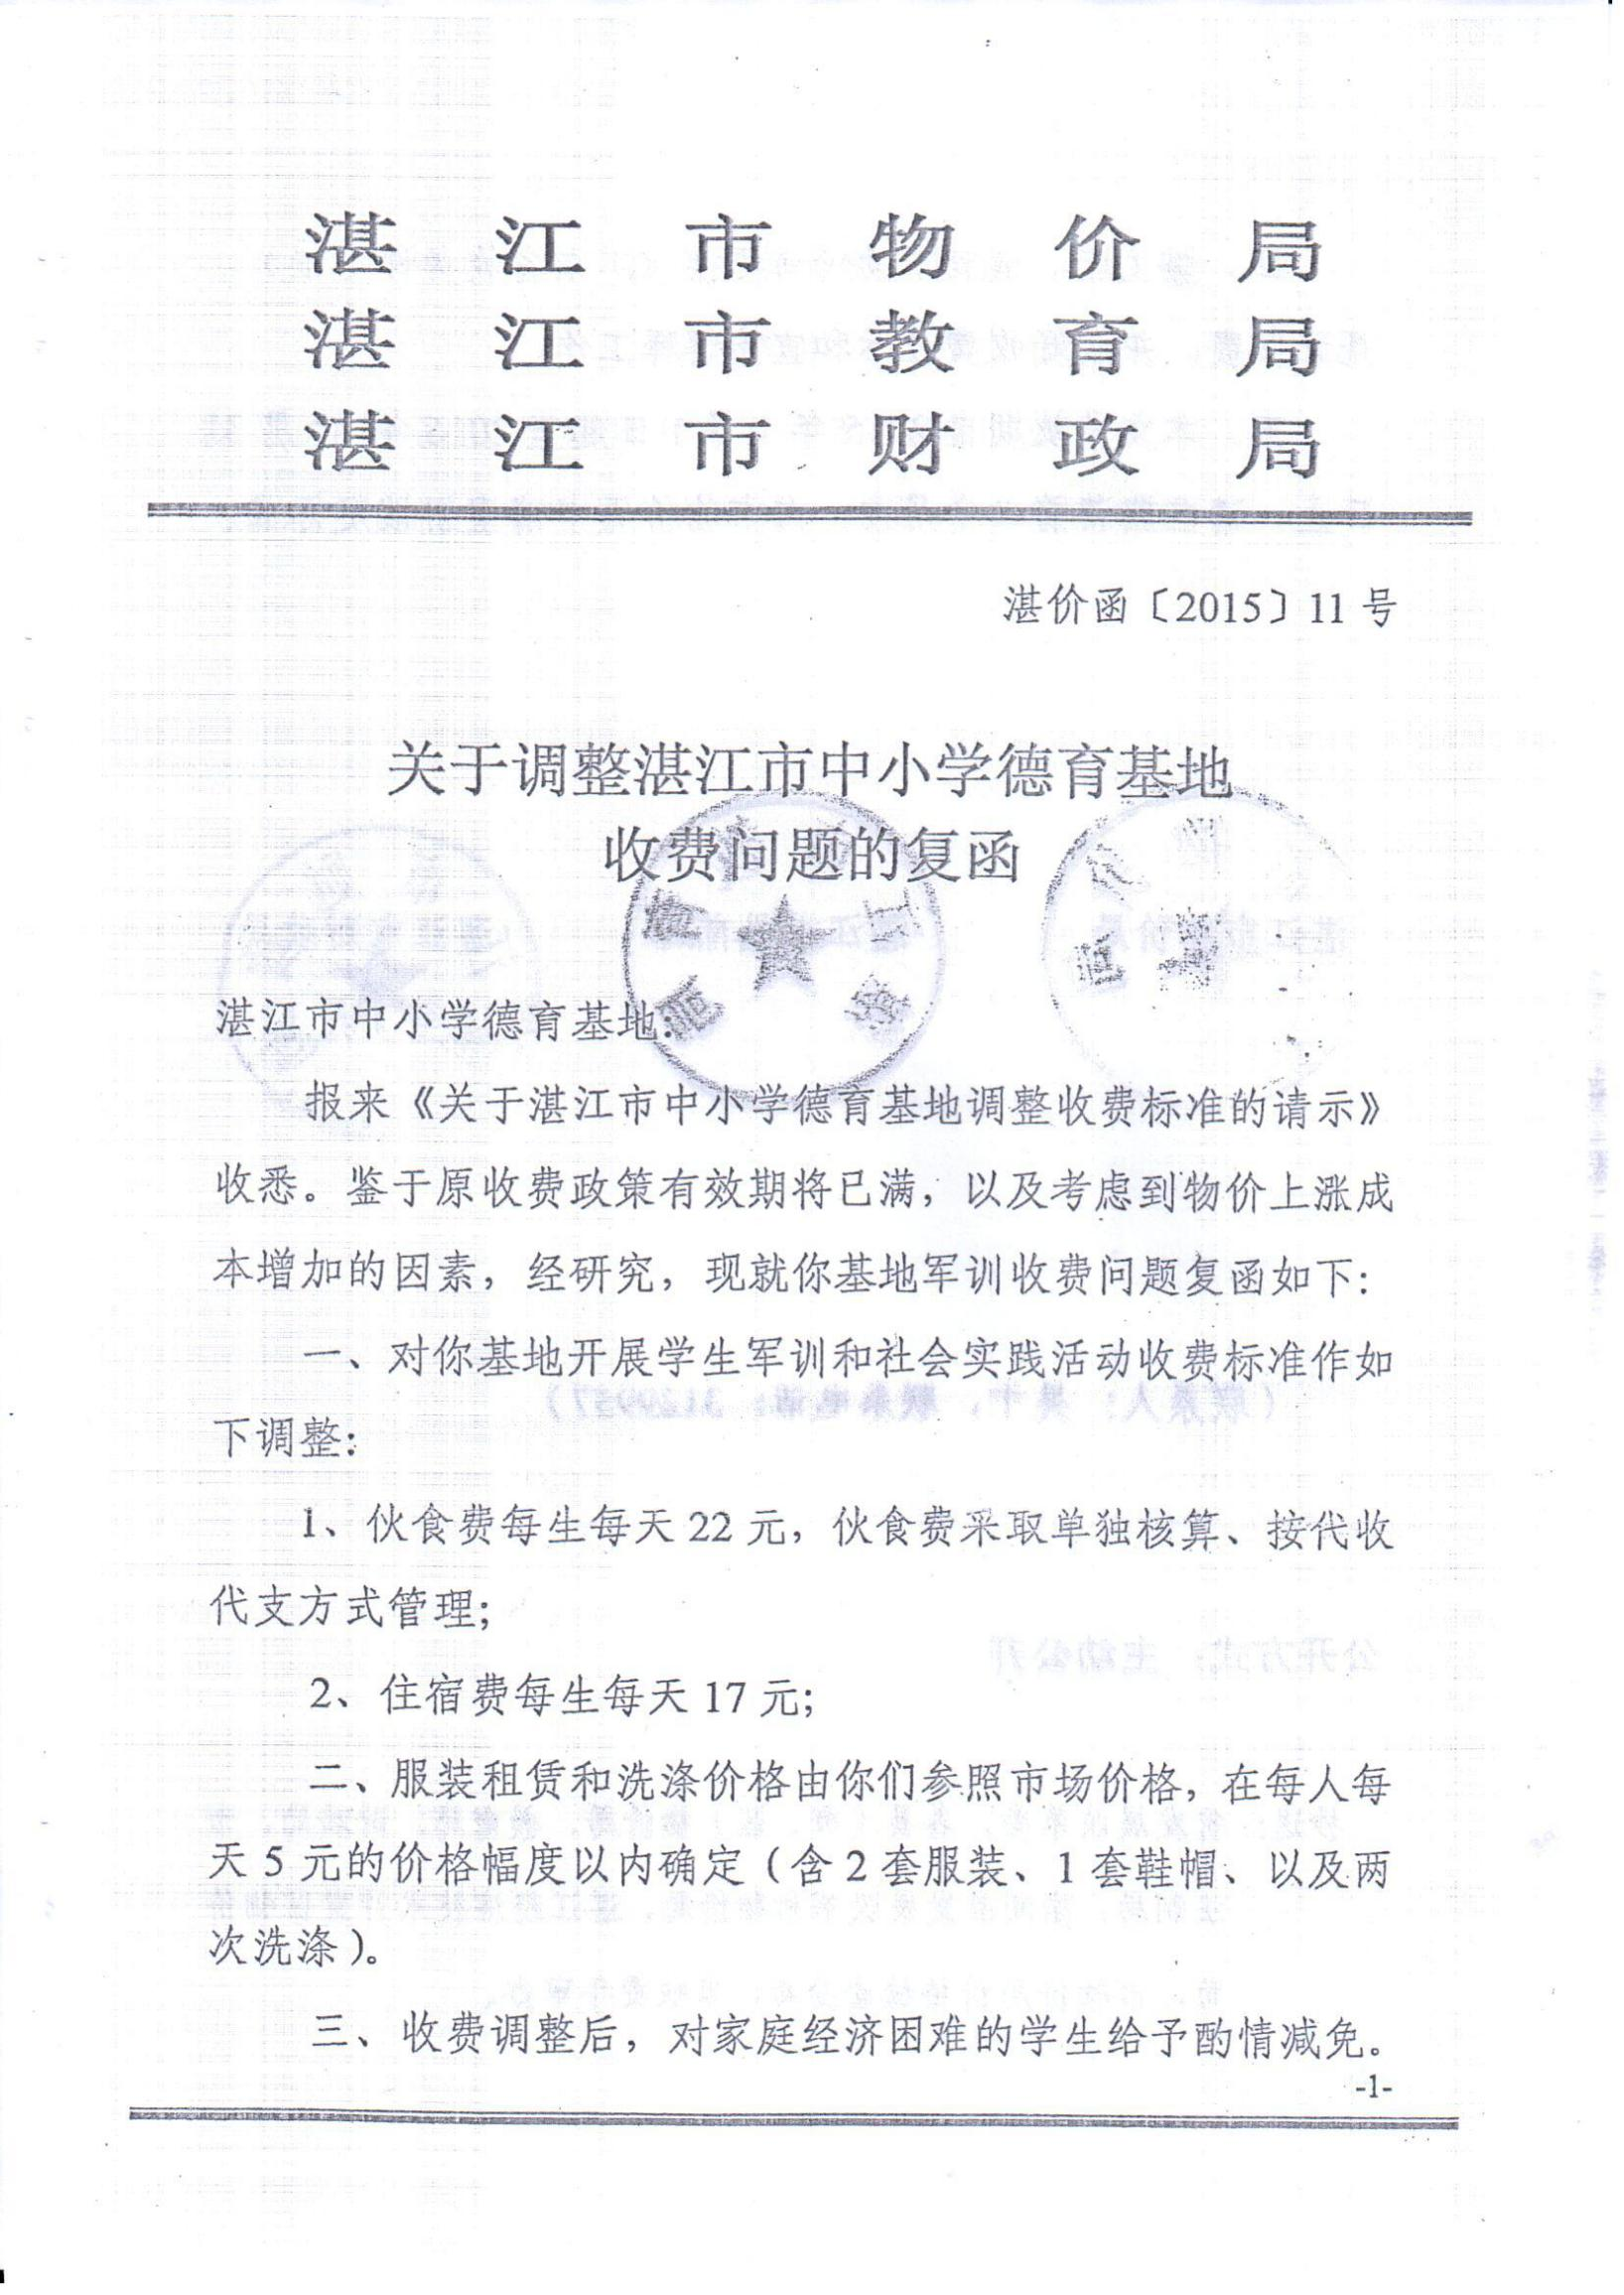 湛江市物价局
湛江市教育局
湛江市财政局
湛价函〔2015〕11号
关于调整湛江市中小学德育基地
收费问题的复函
湛江市中小学德育基地:
报来《关于湛江市中小学德育基地调整收费标准的请示》
收悉。鉴于原收费政策有效期将已满，以及考虑到物价上涨成
本增加的因素，经研究，现就你基地军训收费问题复函如下：
一、对你基地开展学生军训和社会实践活动收费标准作如
下调整：
1、伙食费每生每天22元，伙食费采取单独核算、按代收
代支方式管理；
2、住宿费每生每天17元；
二、服装租赁和洗涤价格由你们参照市场价格，在每人每
天5元的价格幅度以内确定（含2套服装、1套鞋帽、以及两
次洗涤）。
三、收费调整后，对家庭经济困难的学生给予酌情减免。
-1-